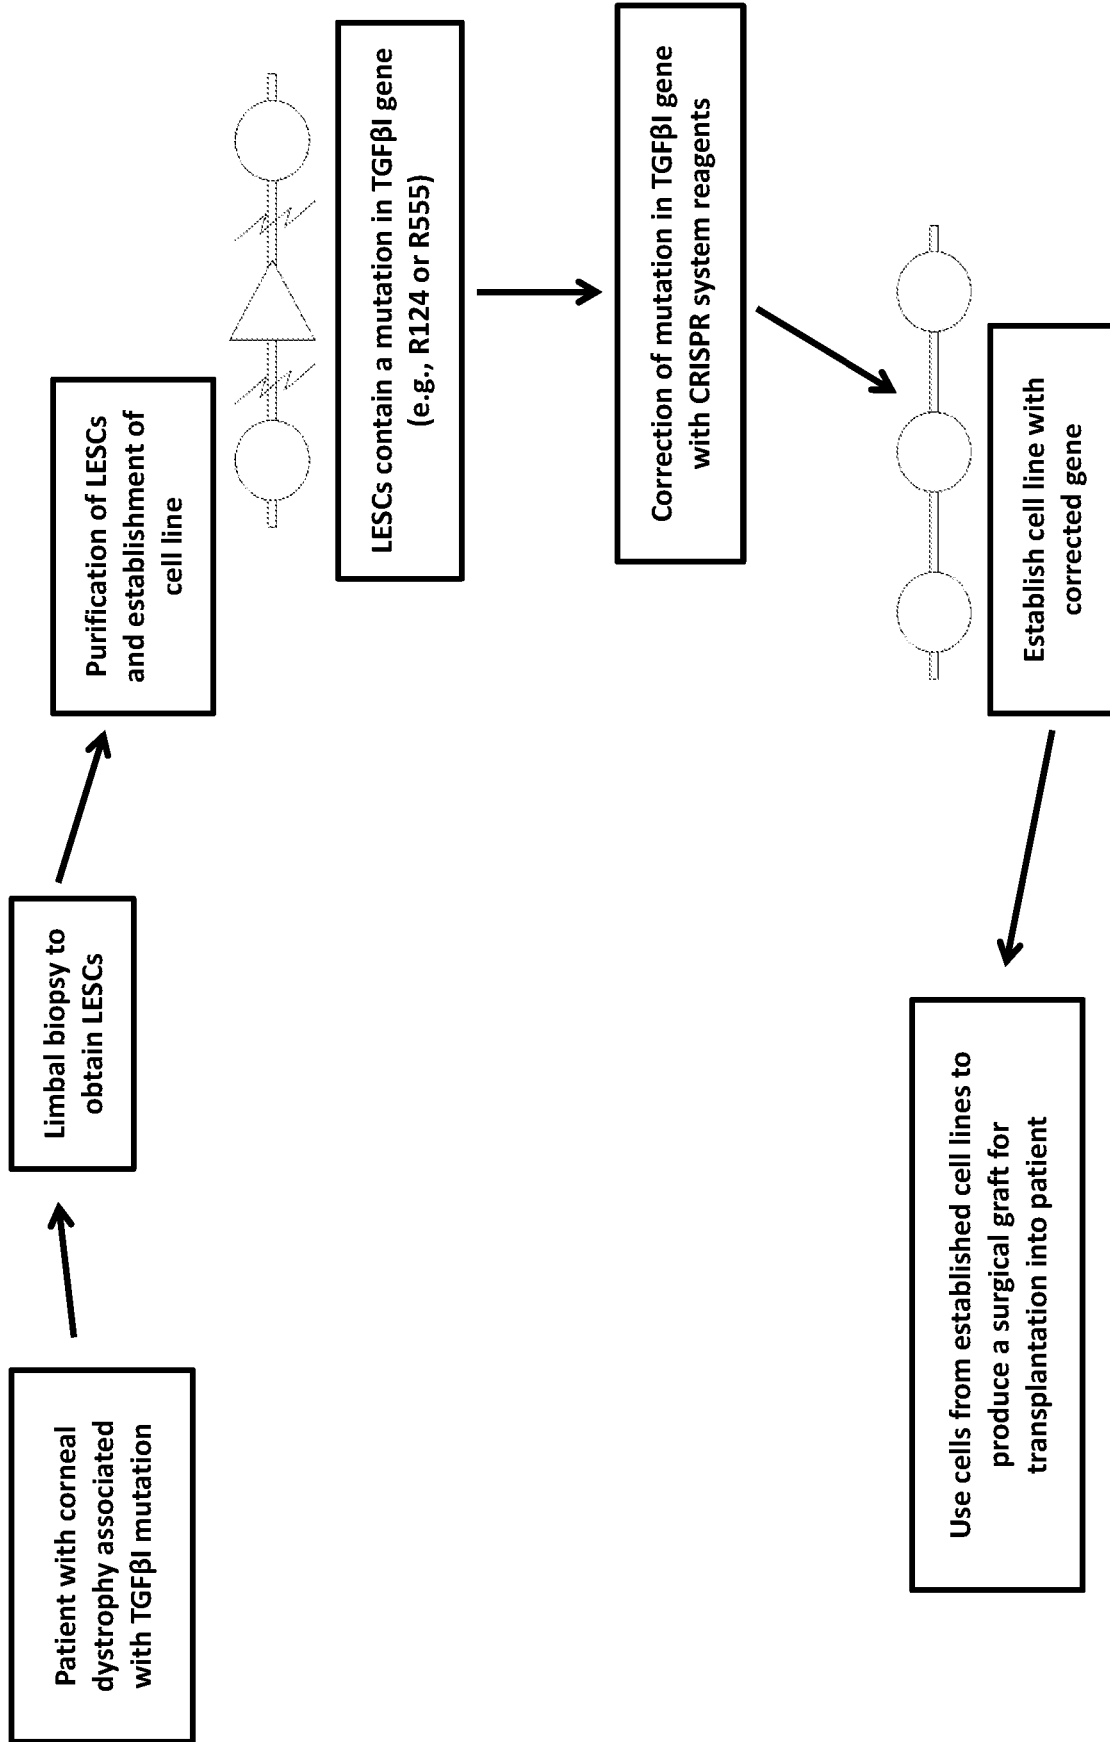 Patient with corneal
dystrophy associated
with TGFβI mutation
Limbal biopsy to
obtain LESCs
Purification of LESCs
and establishment of
cell line
LESCs contain a mutation in TGFβI gene
(e.g., R124 or R555)
Correction of mutation in TGFβI gene
with CRISPR system reagents
Establish cell line with
corrected gene
Use cells from established cell lines to
produce a surgical graft for
transplantation into patient